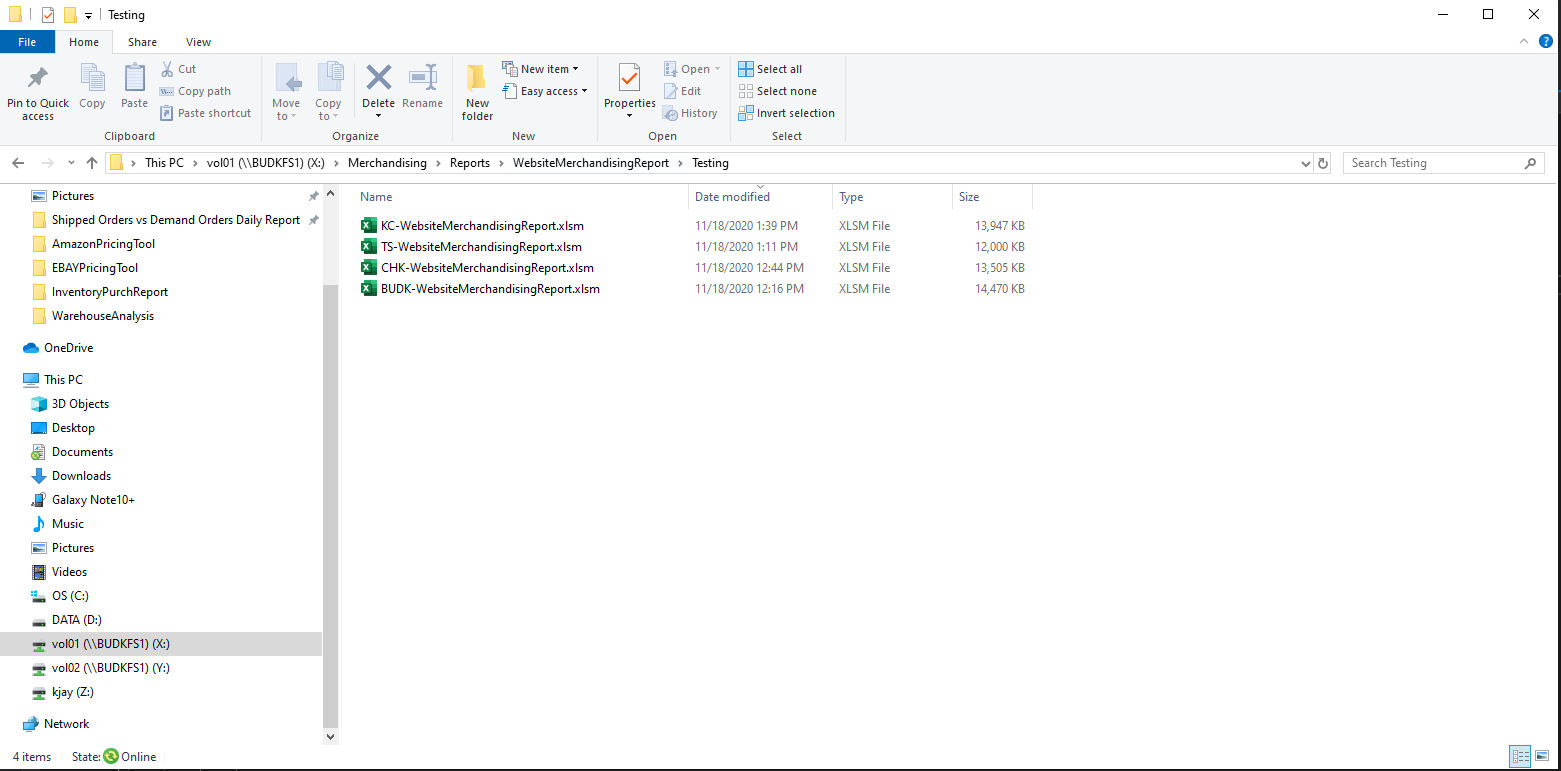 Testing
File Home Share View
Pin to Quick access
Copy
Paste
Cut
Copy path
Paste shortcut
Clipboard
Move to
Copy to
Delete
Rename
Organize
New folder
New item
Easy access
New
Properties
Open
Edit
History
Open
Select all
Select none
Invert selection
Select
This PC > vol01 (\\BUDKFS1) (X:) > Merchandising > Reports > WebsiteMerchandisingReport > Testing
Search Testing
Pictures
Shipped Orders vs Demand Orders Daily Report
AmazonPricingTool
EBAYPricingTool
InventoryPurchReport
WarehouseAnalysis
OneDrive
This PC
3D Objects
Desktop
Documents
Downloads
Galaxy Note10+
Music
Pictures
Videos
OS (C:)
DATA (D:)
vol01 (\\BUDKFS1) (X:)
vol02 (\\BUDKFS1) (Y:)
kjay (Z:)
Network
Name Date modified Type Size
KC-WebsiteMerchandisingReport.xlsm 11/18/2020 1:39 PM XLSM File 13,947 KB
TS-WebsiteMerchandisingReport.xlsm 11/18/2020 1:11 PM XLSM File 12,000 KB
CHK-WebsiteMerchandisingReport.xlsm 11/18/2020 12:44 PM XLSM File 13,505 KB
BUDK-WebsiteMerchandisingReport.xlsm 11/18/2020 12:16 PM XLSM File 14,470 KB
4 items State: Online